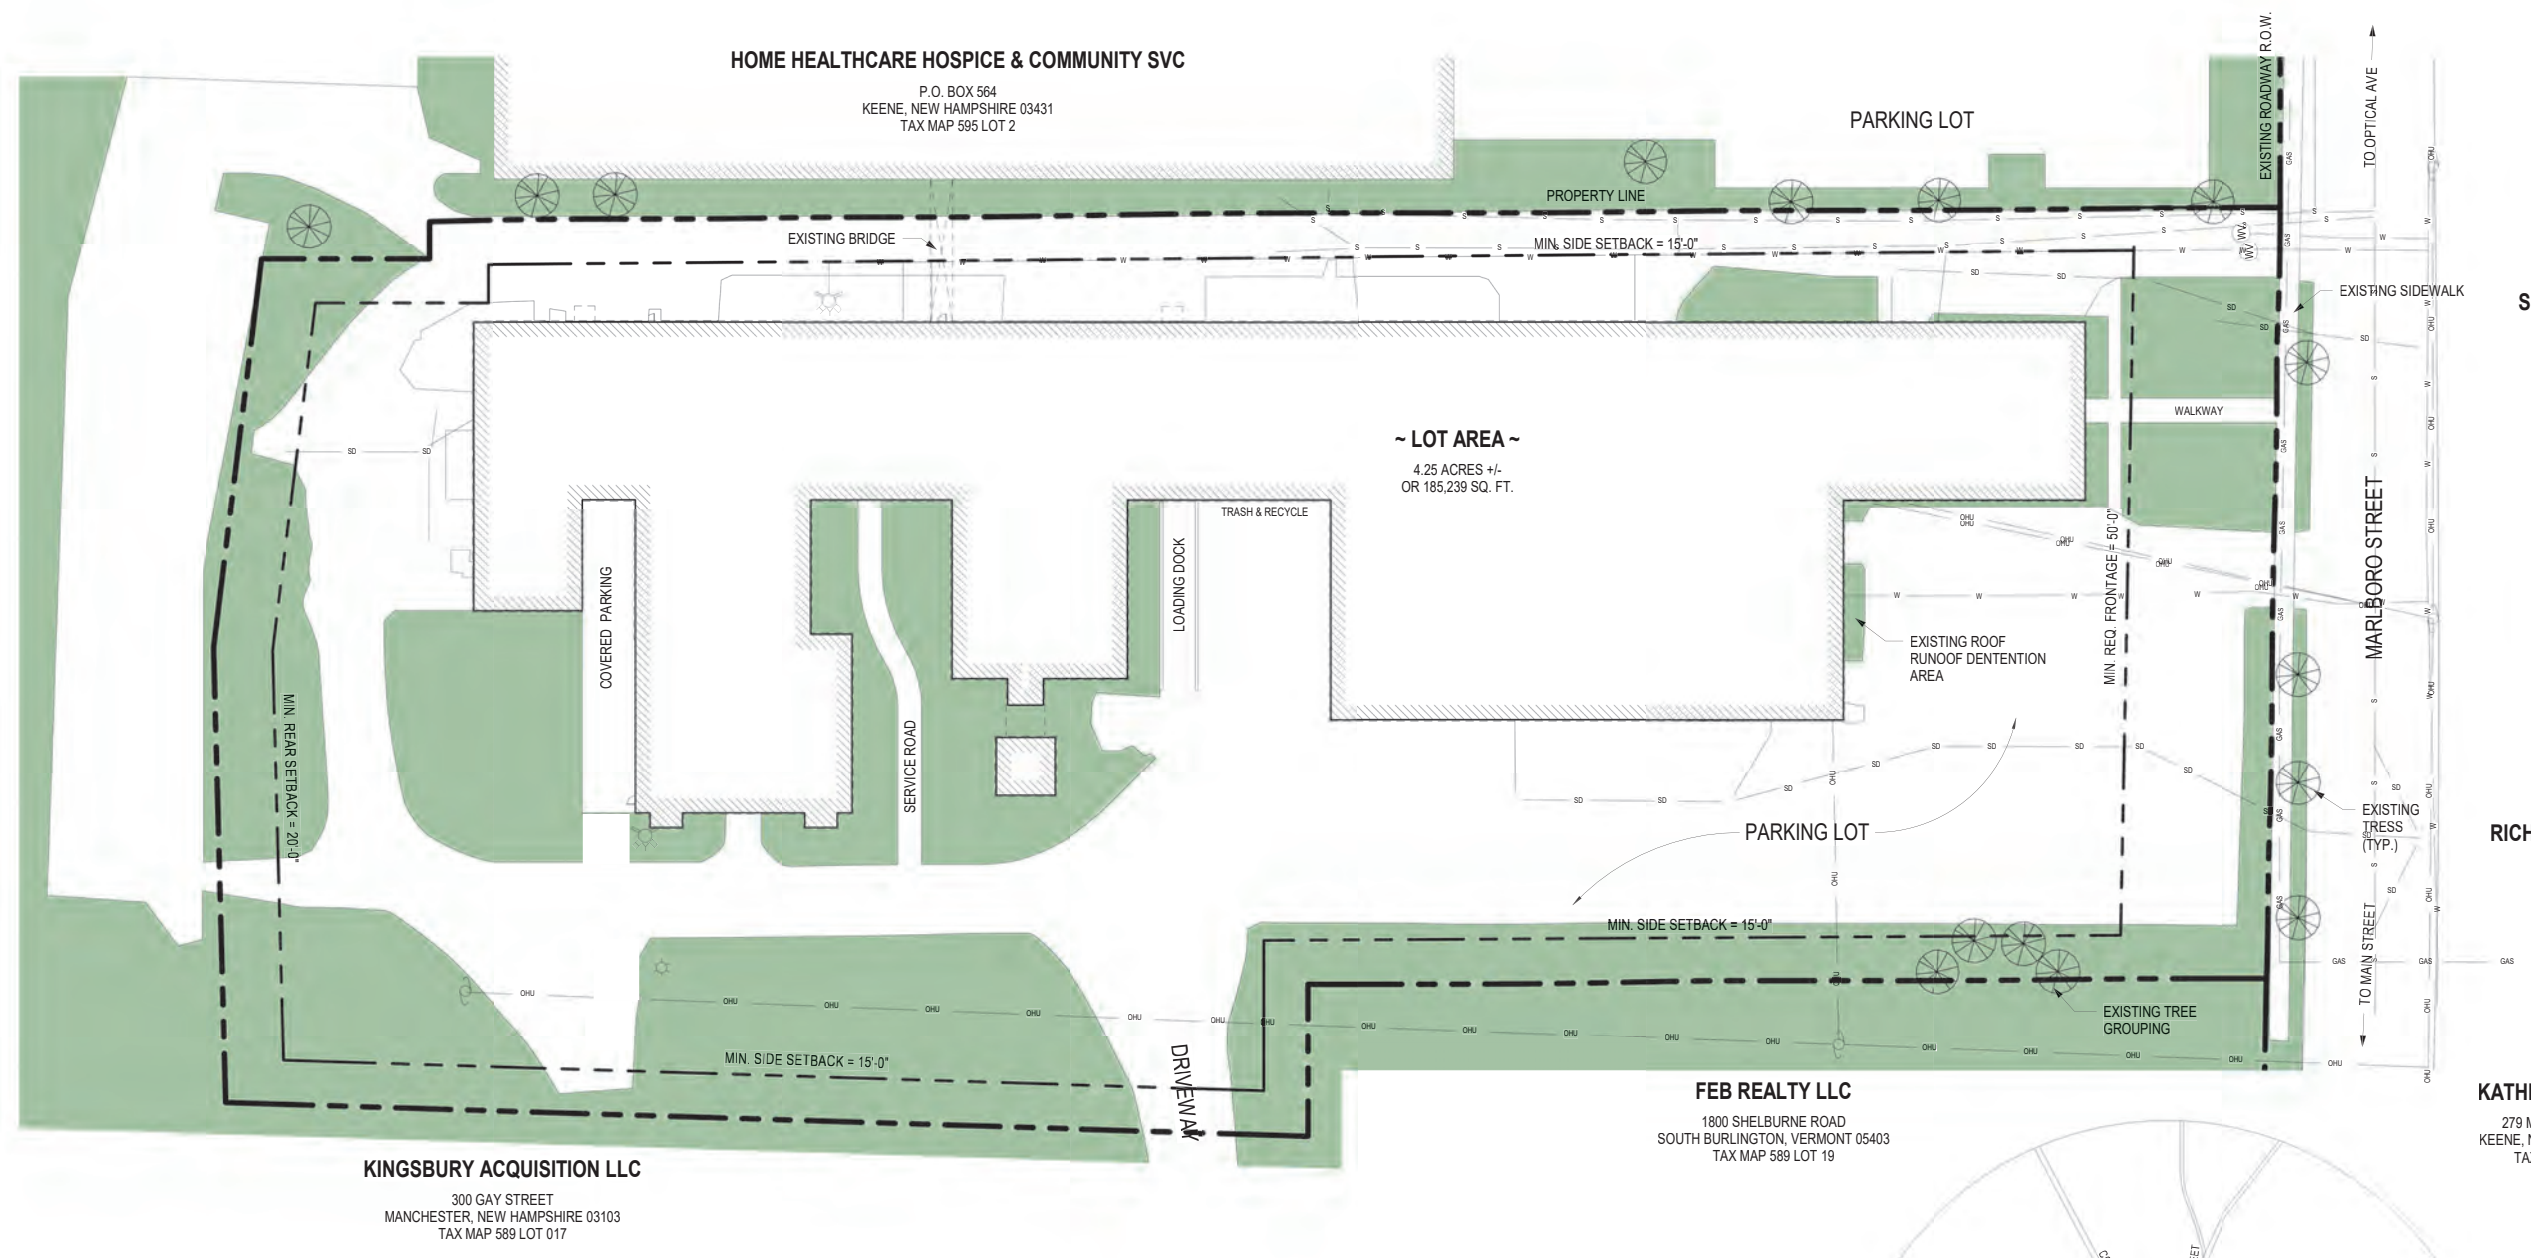 HOME HEALTHCARE HOSPICE & COMMUNITY SVC
P.O. BOX 564
KEENE, NEW HAMPSHIRE 03431
TAX MAP 595 LOT 2
PARKING LOT
EXISTING ROADWAY R.O.W.
TO OPTICAL AVE
PROPERTY LINE
EXISTING BRIDGE
MIN. SIDE SETBACK = 15'-0"
EXISTING SIDEWALK
S
WALKWAY
~ LOT AREA ~
4.25 ACRES +/-
OR 185,239 SQ. FT.
TRASH & RECYCLE
LOADING DOCK
COVERED PARKING
SERVICE ROAD
MIN. REAR SETBACK = 20'-0"
MIN. REQ. FRONTAGE = 50'-0"
MARLBORO STREET
EXISTING ROOF
RUNOOF DENTENTION
AREA
PARKING LOT
EXISTING
TRESS
(TYP.)
RICH
MIN. SIDE SETBACK = 15'-0"
TO MAIN STREET
EXISTING TREE
GROUPING
MIN. SIDE SETBACK = 15'-0"
DRIVEWAY
FEB REALTY LLC
1800 SHELBURNE ROAD
SOUTH BURLINGTON, VERMONT 05403
TAX MAP 589 LOT 19
KATHI
279 M
KEENE, N
TAX
KINGSBURY ACQUISITION LLC
300 GAY STREET
MANCHESTER, NEW HAMPSHIRE 03103
TAX MAP 589 LOT 017